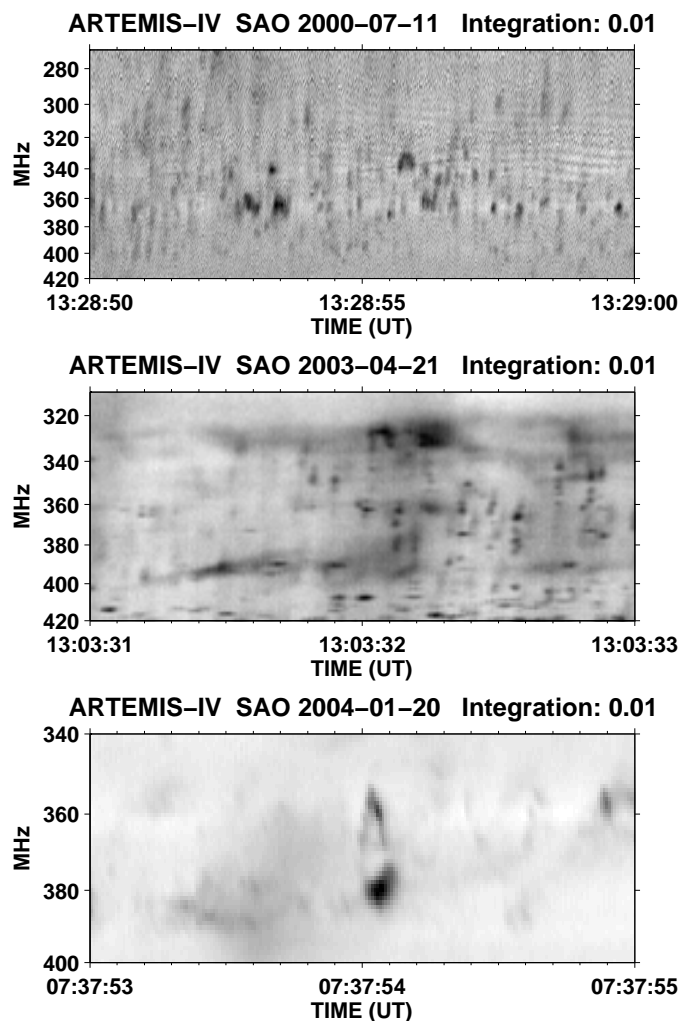 ARTEMIS–IV SAO 2000–07–11 Integration: 0.01
MHz
280
300
320
340
360
380
400
420
13:28:50 13:28:55 13:29:00
TIME (UT)
ARTEMIS–IV SAO 2003–04–21 Integration: 0.01
MHz
320
340
360
380
400
420
13:03:31 13:03:32 13:03:33
TIME (UT)
ARTEMIS–IV SAO 2004–01–20 Integration: 0.01
MHz
340
360
380
400
07:37:53 07:37:54 07:37:55
TIME (UT)